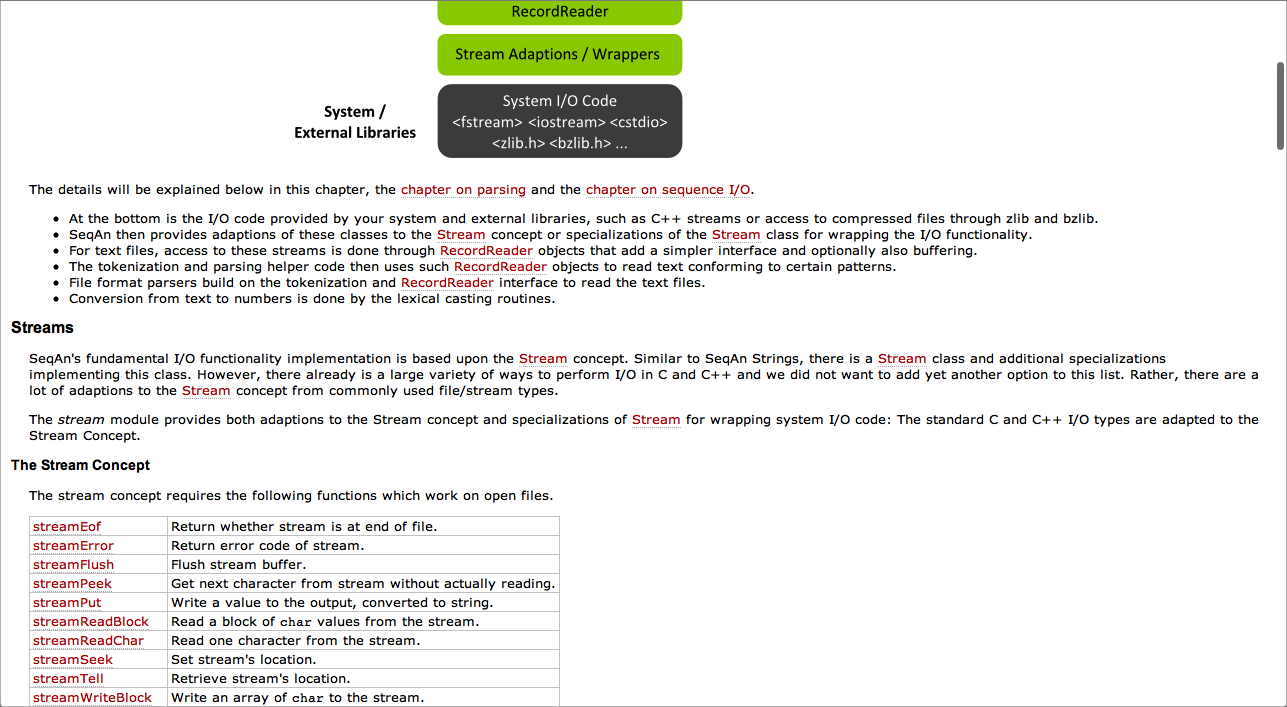 RecordReader
Stream Adaptions / Wrappers
System /
External Libraries
System I/O Code
<fstream> <iostream> <cstdio>
<zlib.h> <bzlib.h> ...
The details will be explained below in this chapter, the chapter on parsing and the chapter on sequence I/O.
• At the bottom is the I/O code provided by your system and external libraries, such as C++ streams or access to compressed files through zlib and bzlib.
• SeqAn then provides adaptions of these classes to the Stream concept or specializations of the Stream class for wrapping the I/O functionality.
• For text files, access to these streams is done through RecordReader objects that add a simpler interface and optionally also buffering.
• The tokenization and parsing helper code then uses such RecordReader objects to read text conforming to certain patterns.
• File format parsers build on the tokenization and RecordReader interface to read the text files.
• Conversion from text to numbers is done by the lexical casting routines.
Streams
SeqAn's fundamental I/O functionality implementation is based upon the Stream concept. Similar to SeqAn Strings, there is a Stream class and additional specializations
implementing this class. However, there already is a large variety of ways to perform I/O in C and C++ and we did not want to add yet another option to this list. Rather, there are a
lot of adaptions to the Stream concept from commonly used file/stream types.
The stream module provides both adaptions to the Stream concept and specializations of Stream for wrapping system I/O code: The standard C and C++ I/O types are adapted to the
Stream Concept.
The Stream Concept
The stream concept requires the following functions which work on open files.
streamEof Return whether stream is at end of file.
streamError Return error code of stream.
streamFlush Flush stream buffer.
streamPeek Get next character from stream without actually reading.
streamPut Write a value to the output, converted to string.
streamReadBlock Read a block of char values from the stream.
streamReadChar Read one character from the stream.
streamSeek Set stream's location.
streamTell Retrieve stream's location.
streamWriteBlock Write an array of char to the stream.